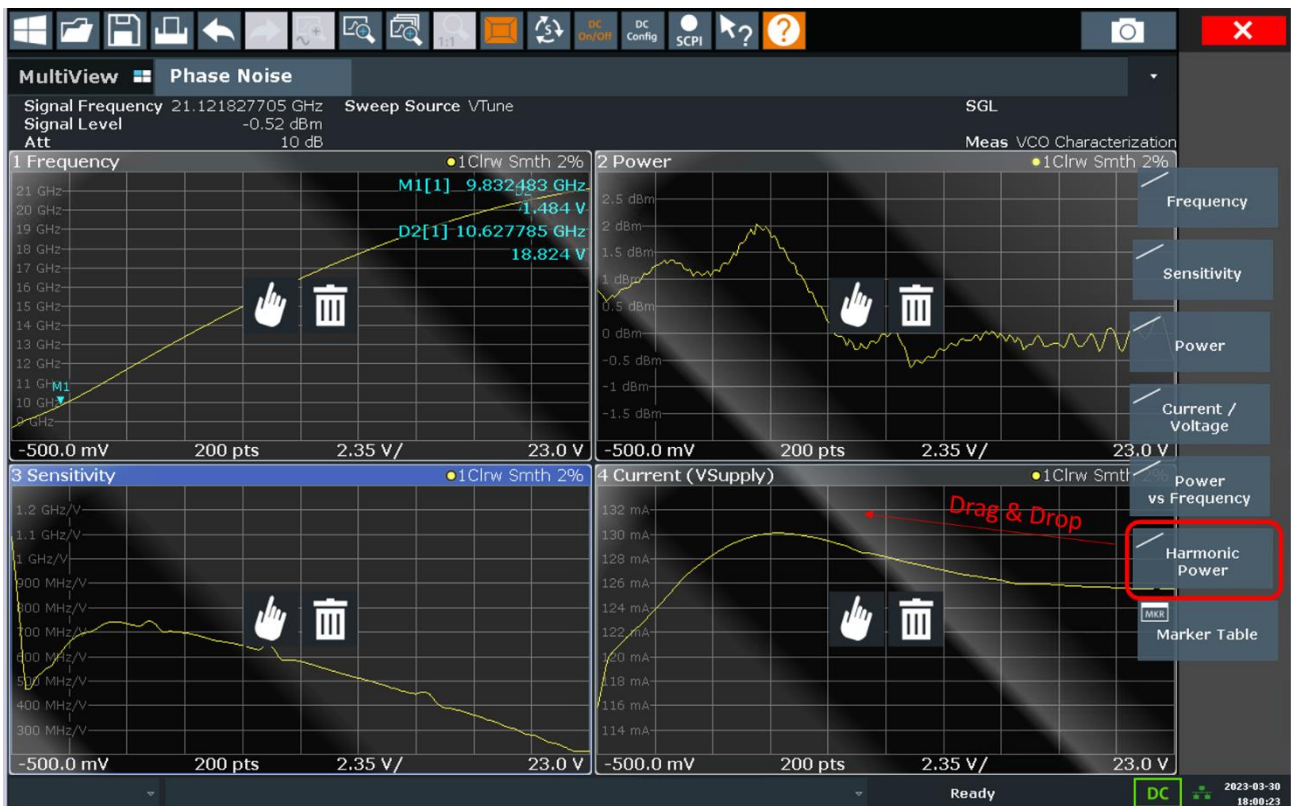 1:1
DC On/Off
DC Config
SCPI
MultiView
Phase Noise
Signal Frequency 21.121827705 GHz Sweep Source VTune
SGL
Signal Level -0.52 dBm
Att 10 dB
Meas VCO Characterization
1 Frequency
1Clrw Smth 2%
M1[1] 9.832483 GHz
-1.484 V
D2[1] 10.627785 GHz
18.824 V
21 GHz
20 GHz
19 GHz
18 GHz
17 GHz
16 GHz
15 GHz
14 GHz
13 GHz
12 GHz
11 GHz
M1
10 GHz
9 GHz
-500.0 mV 200 pts 2.35 V/ 23.0 V
2 Power
1Clrw Smth 2%
2.5 dBm
2 dBm
1.5 dBm
1 dBm
0.5 dBm
0 dBm
-0.5 dBm
-1 dBm
-1.5 dBm
-500.0 mV 200 pts 2.35 V/ 23.0 V
3 Sensitivity
1Clrw Smth 2%
1.2 GHz/V
1.1 GHz/V
1 GHz/V
900 MHz/V
800 MHz/V
700 MHz/V
600 MHz/V
500 MHz/V
400 MHz/V
300 MHz/V
-500.0 mV 200 pts 2.35 V/ 23.0 V
4 Current (VSupply)
1Clrw Smth 2%
132 mA
130 mA
128 mA
126 mA
124 mA
122 mA
120 mA
118 mA
116 mA
114 mA
Drag & Drop
-500.0 mV 200 pts 2.35 V/ 23.0 V
Frequency
Sensitivity
Power
Current /
Voltage
Power
vs Frequency
Harmonic
Power
MKR
Marker Table
Ready
DC
2023-03-30
18:00:23